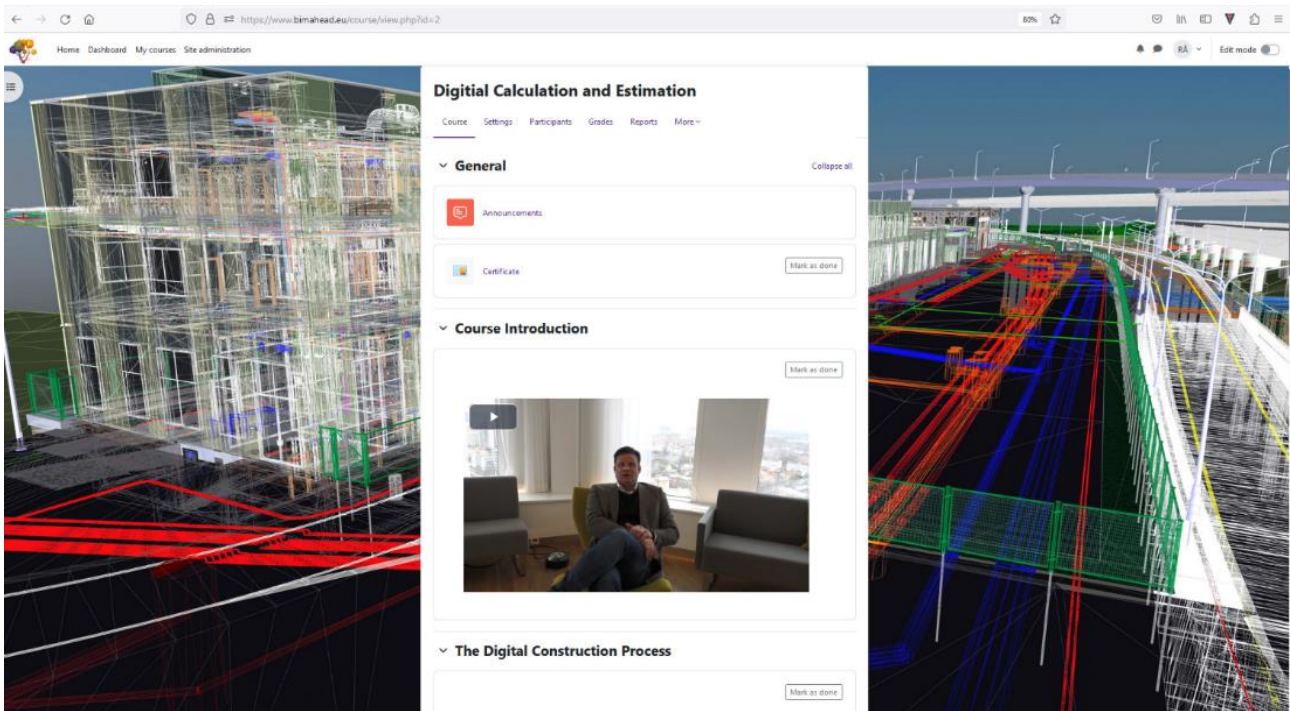 https://www.bimahead.eu/course/view.php?id=2
80%
Home Dashboard My courses Site administration
RÅ
Edit mode
Digitial Calculation and Estimation
Course Settings Participants Grades Reports More
General
Collapse all
Announcements
Certificate
Mark as done
Course Introduction
Mark as done
The Digital Construction Process
Mark as done